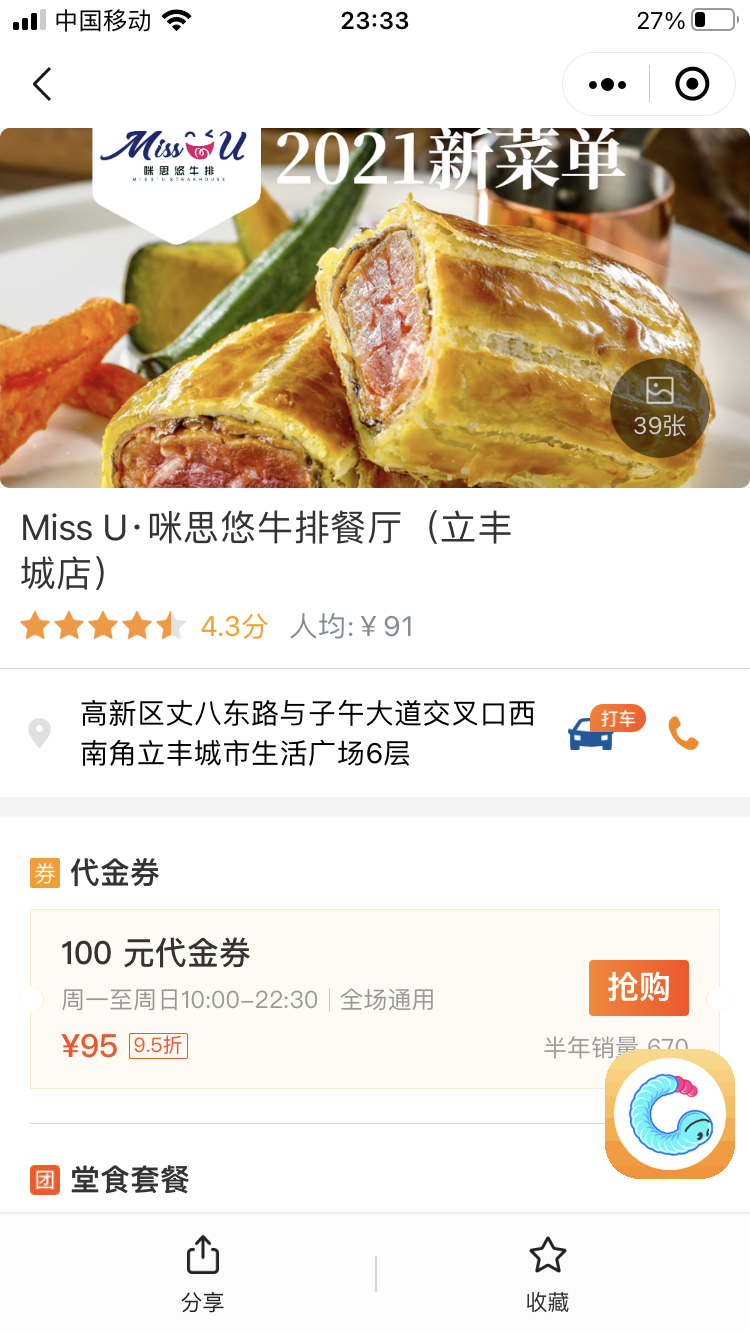 中国移动
23:33
27%
Miss U
咪思悠牛排
MISS'U STEAKHOUSE
2021新菜单
39张
Miss U·咪思悠牛排餐厅（立丰
城店）
4.3分 人均:￥91
高新区丈八东路与子午大道交叉口西
南角立丰城市生活广场6层
打车
券 代金券
100 元代金券
周一至周日10:00-22:30 全场通用
抢购
¥95 9.5折
半年销量 670
团 堂食套餐
分享
收藏